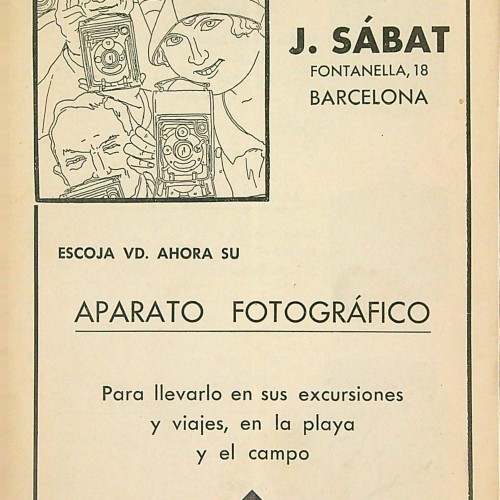 J. SÁBAT
FONTANELLA, 18
BARCELONA
ESCOJA VD. AHORA SU
APARATO FOTOGRÁFICO
Para llevarlo en sus excursiones
y viajes, en la playa
y el campo